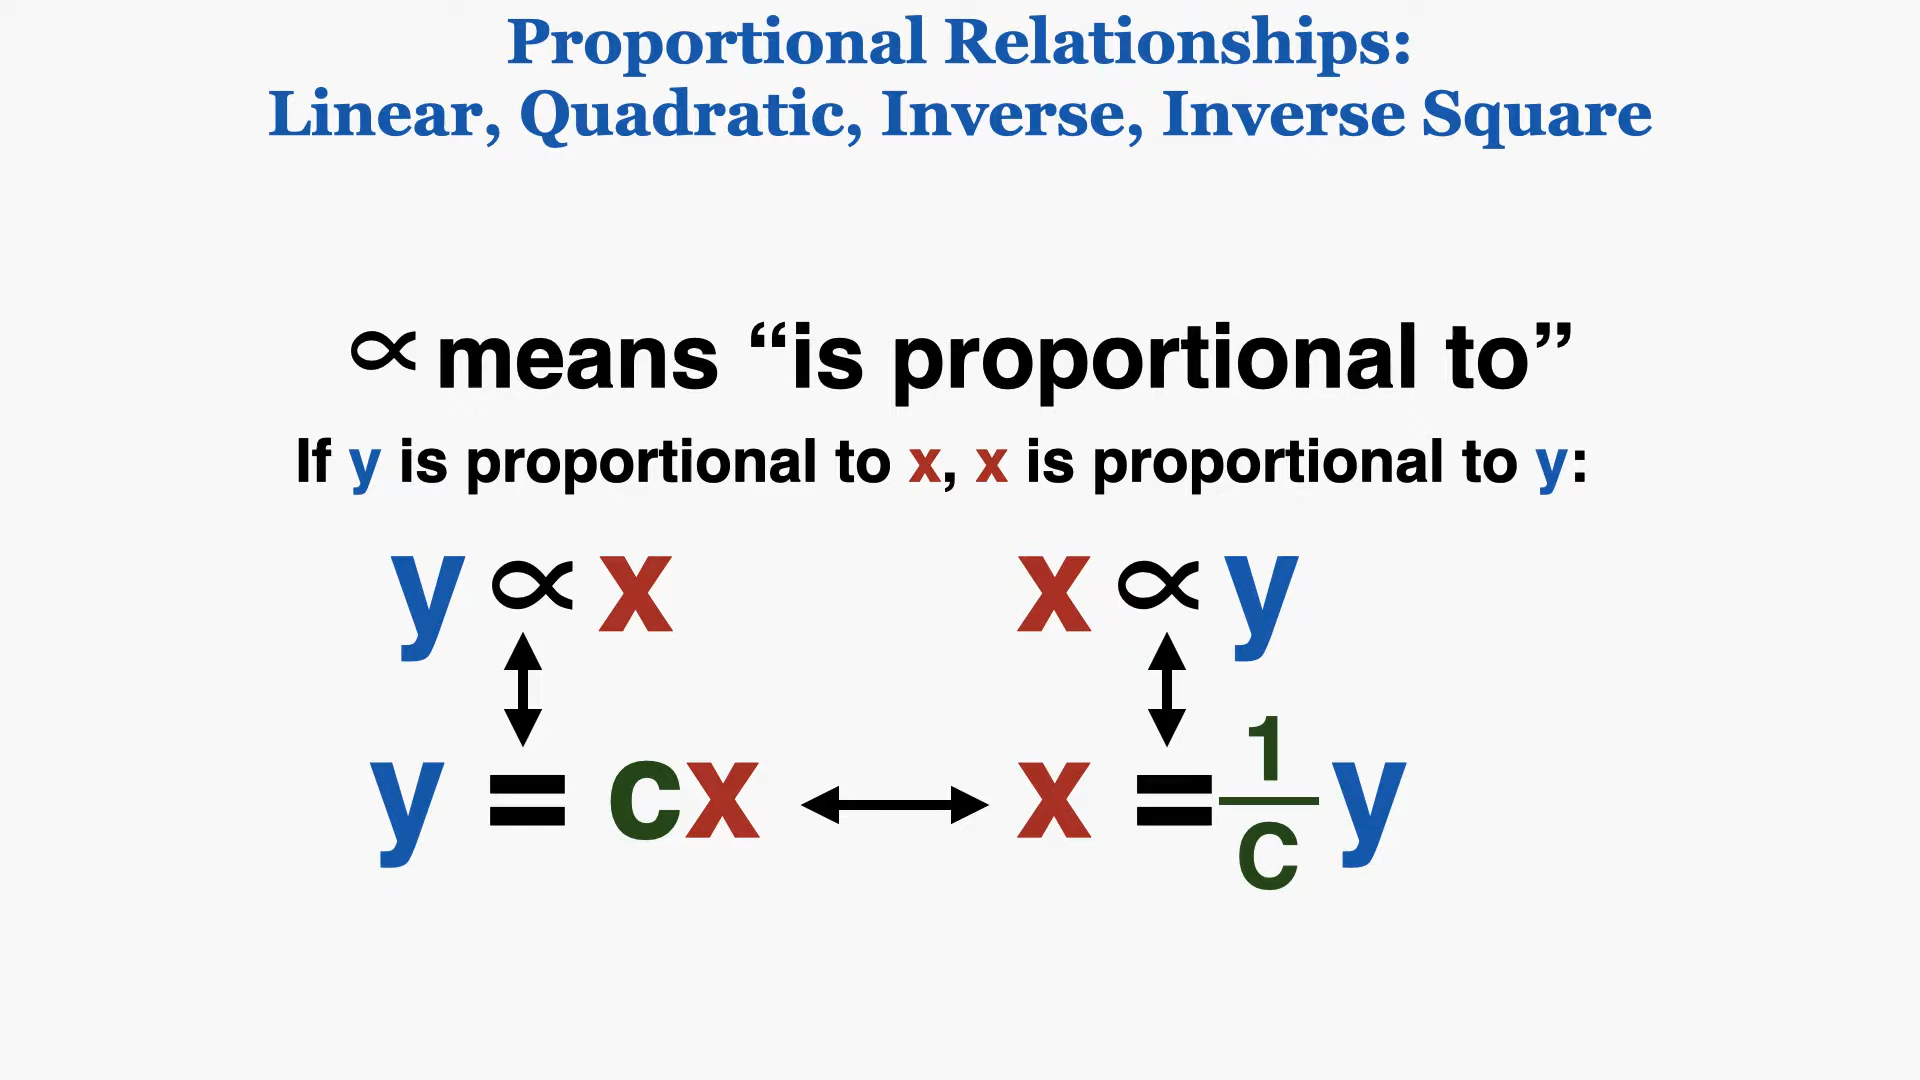 Proportional Relationships:
Linear, Quadratic, Inverse, Inverse Square
∝ means “is proportional to”
If y is proportional to x, x is proportional to y:
y ∝ x
x ∝ y
y = cx
x = 1/c y